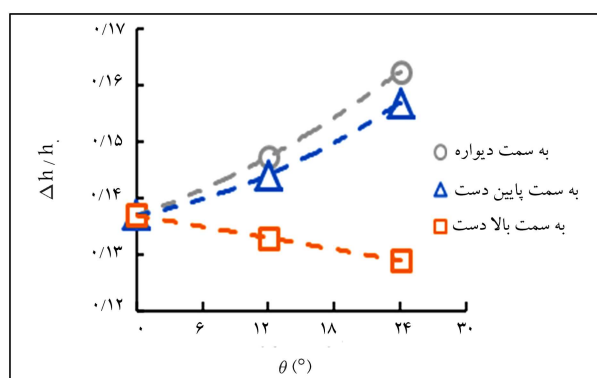 ۰/۱۷
۰/۱۶
۰/۱۵
۰/۱۴
۰/۱۳
۰/۱۲
Δh/h.
به سمت دیواره
به سمت پایین دست
به سمت بالا دست
۰ ۶ ۱۲ ۱۸ ۲۴ ۳۰
θ (°)